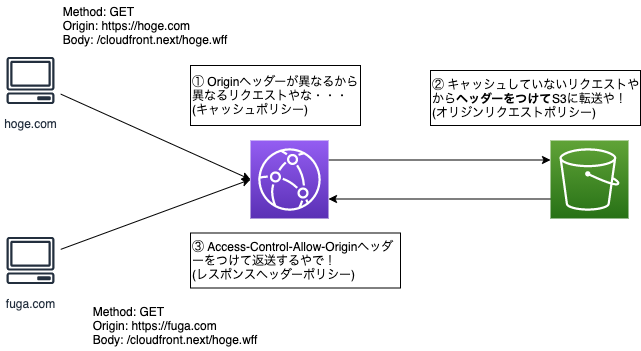 Method: GET
Origin: https://hoge.com
Body: /cloudfront.next/hoge.wff
hoge.com
① Originヘッダーが異なるから
異なるリクエストやな・・・
(キャッシュポリシー)
② キャッシュしていないリクエストや
からヘッダーをつけてS3に転送や！
(オリジンリクエストポリシー)
③ Access-Control-Allow-Originヘッダ
ーをつけて返送するやで！
(レスポンスヘッダーポリシー)
fuga.com
Method: GET
Origin: https://fuga.com
Body: /cloudfront.next/hoge.wff